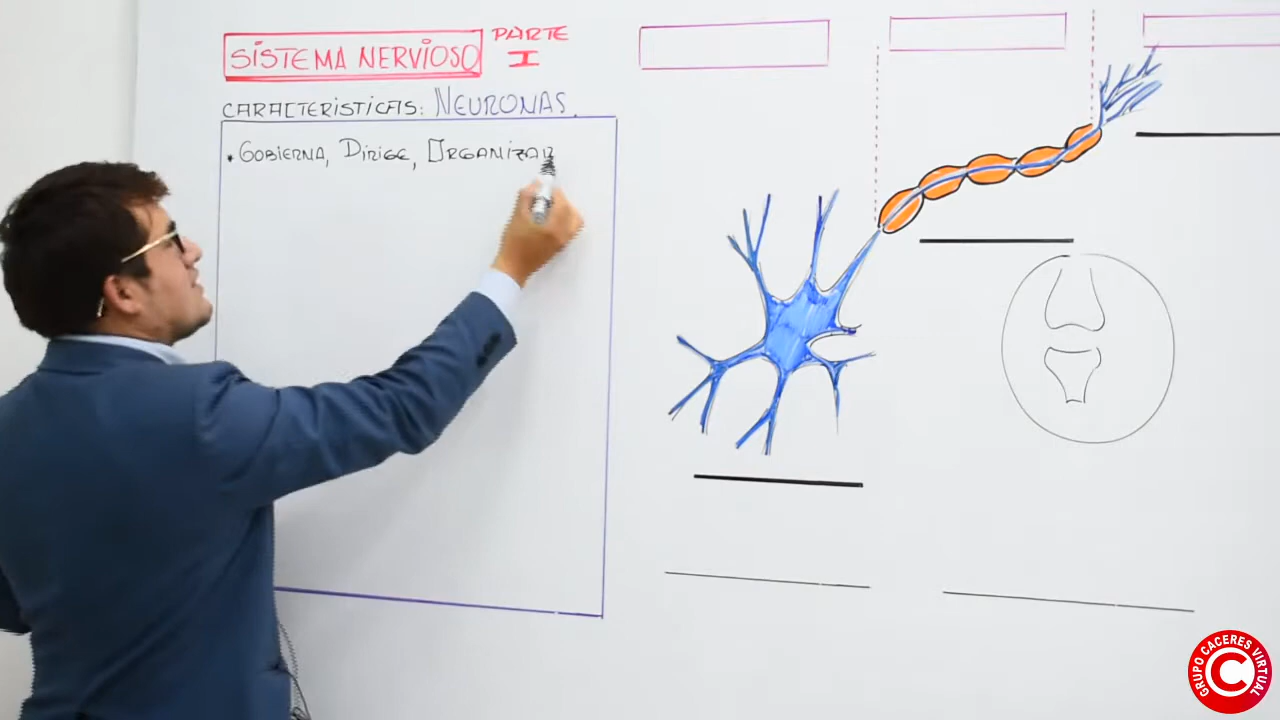 SISTEMA NERVIOSO
PARTE
I
CARACTERÍSTICAS: NEURONAS.
• GOBIERNA, DIRIGE, ORGANIZAR
GRUPO CACERES VIRTUAL
C